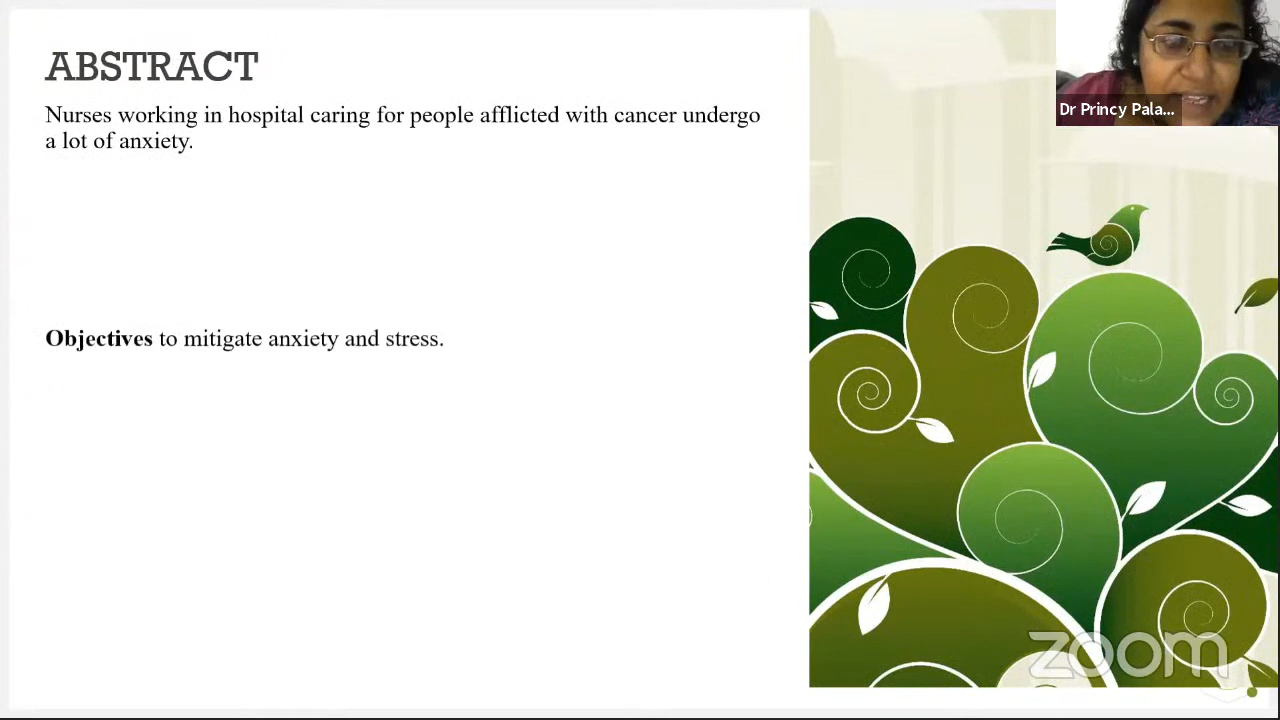 ABSTRACT
Nurses working in hospital caring for people afflicted with cancer undergo
a lot of anxiety.
Objectives to mitigate anxiety and stress.
Dr Princy Pala...
zoom